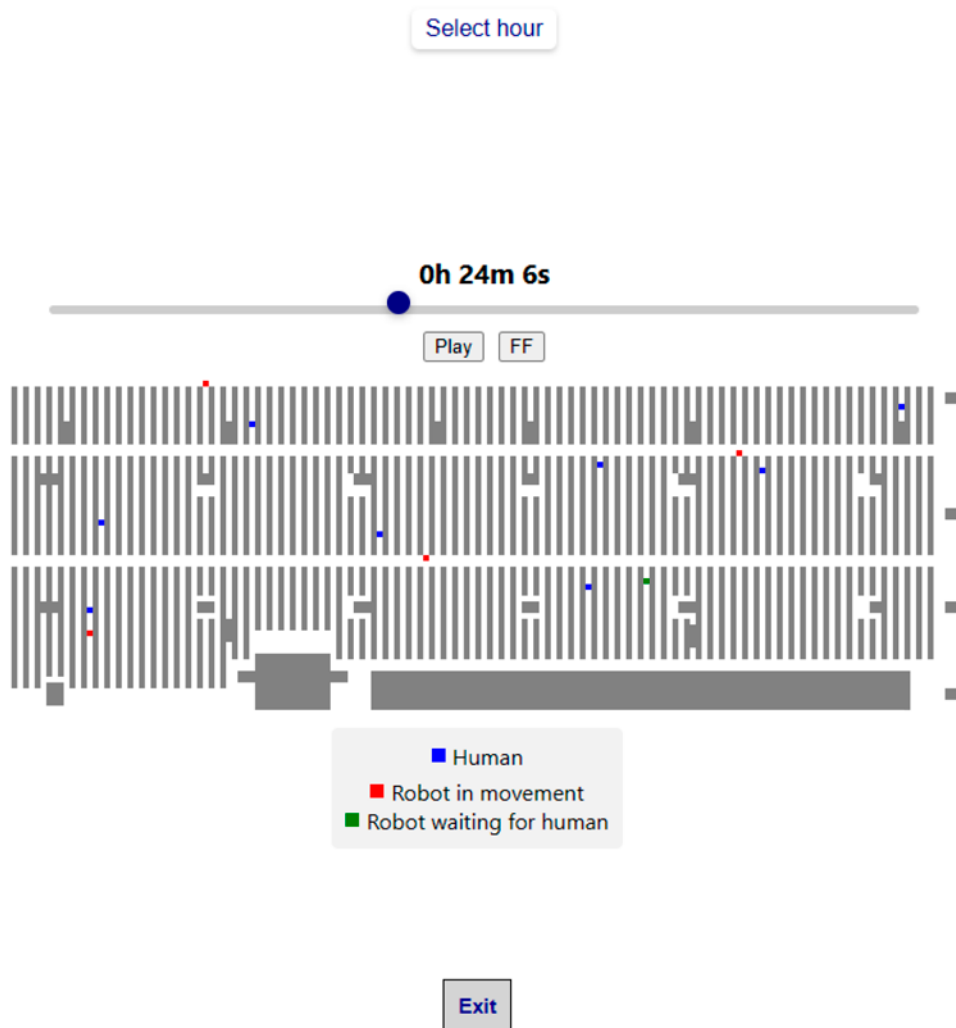 Select hour
0h 24m 6s
Play FF
Human
Robot in movement
Robot waiting for human
Exit